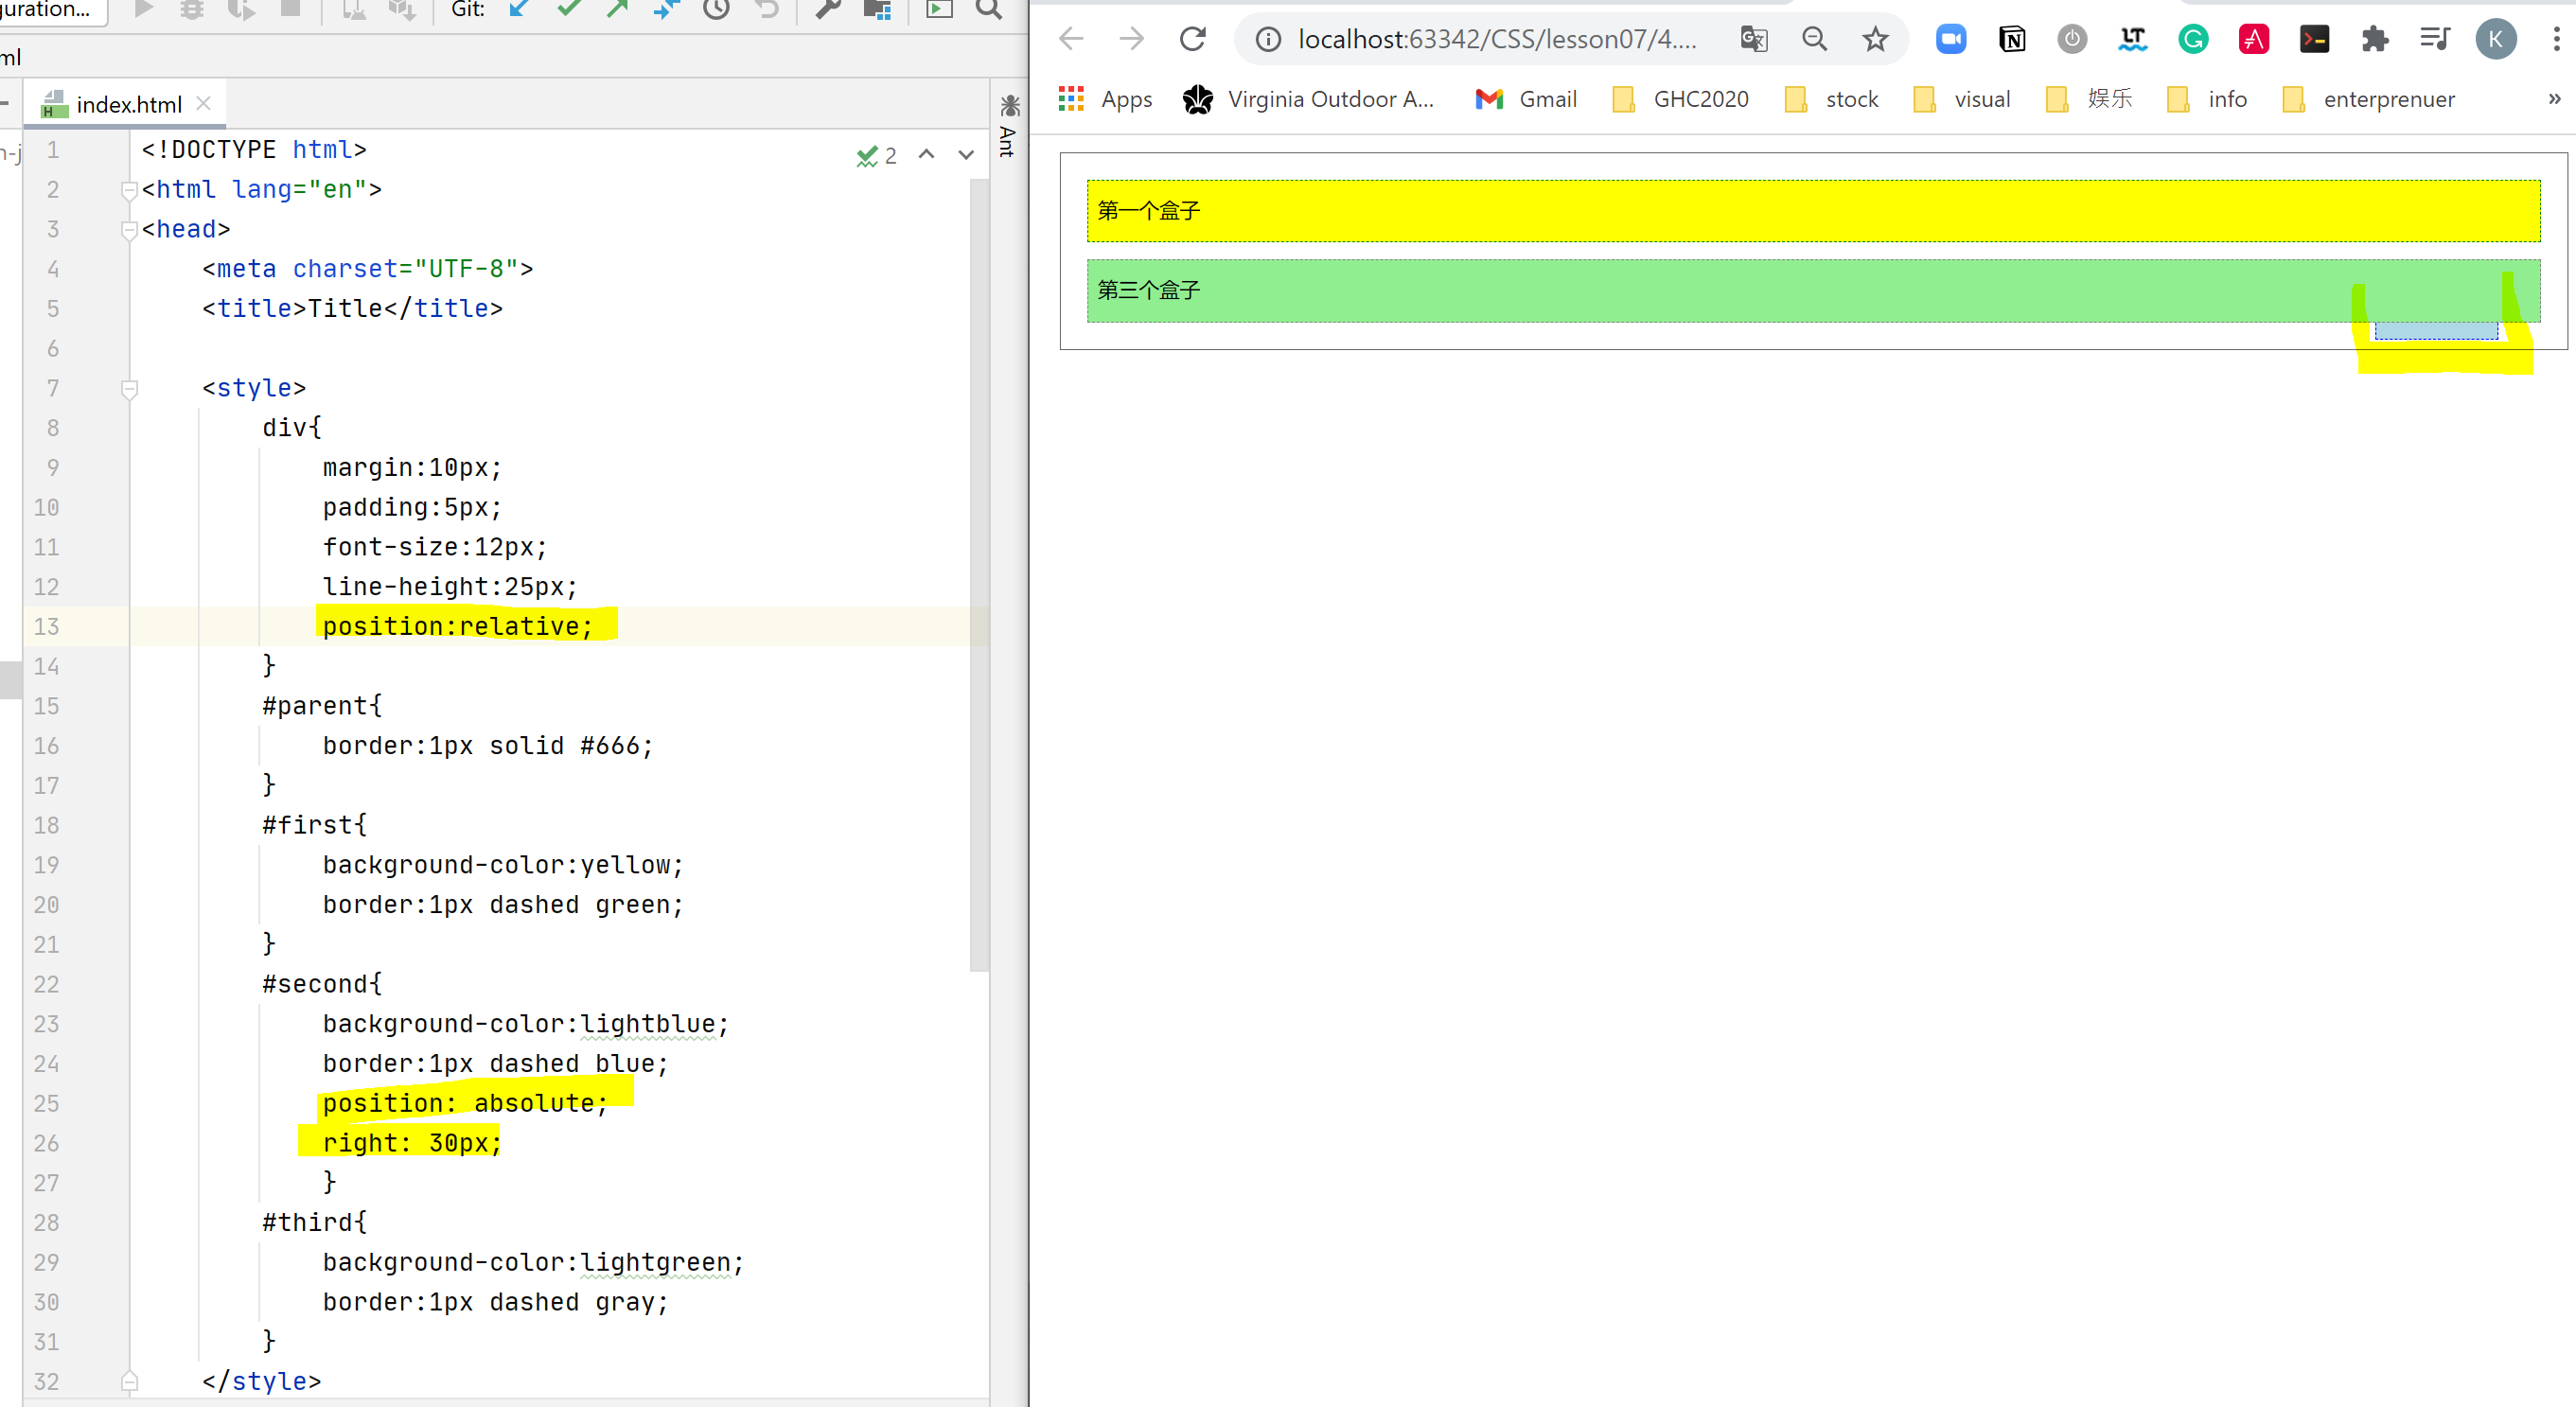 guration...
Git:
ml
index.html
Ant
2
1 <!DOCTYPE html>
2 <html lang="en">
3 <head>
4 <meta charset="UTF-8">
5 <title>Title</title>
6
7 <style>
8 div{
9 margin:10px;
10 padding:5px;
11 font-size:12px;
12 line-height:25px;
13 position:relative;
14 }
15 #parent{
16 border:1px solid #666;
17 }
18 #first{
19 background-color:yellow;
20 border:1px dashed green;
21 }
22 #second{
23 background-color:lightblue;
24 border:1px dashed blue;
25 position: absolute;
26 right: 30px;
27 }
28 #third{
29 background-color:lightgreen;
30 border:1px dashed gray;
31 }
32 </style>
localhost:63342/CSS/lesson07/4....
K
Apps Virginia Outdoor A... Gmail GHC2020 stock visual 娱乐 info enterprenuer »
第一个盒子
第三个盒子